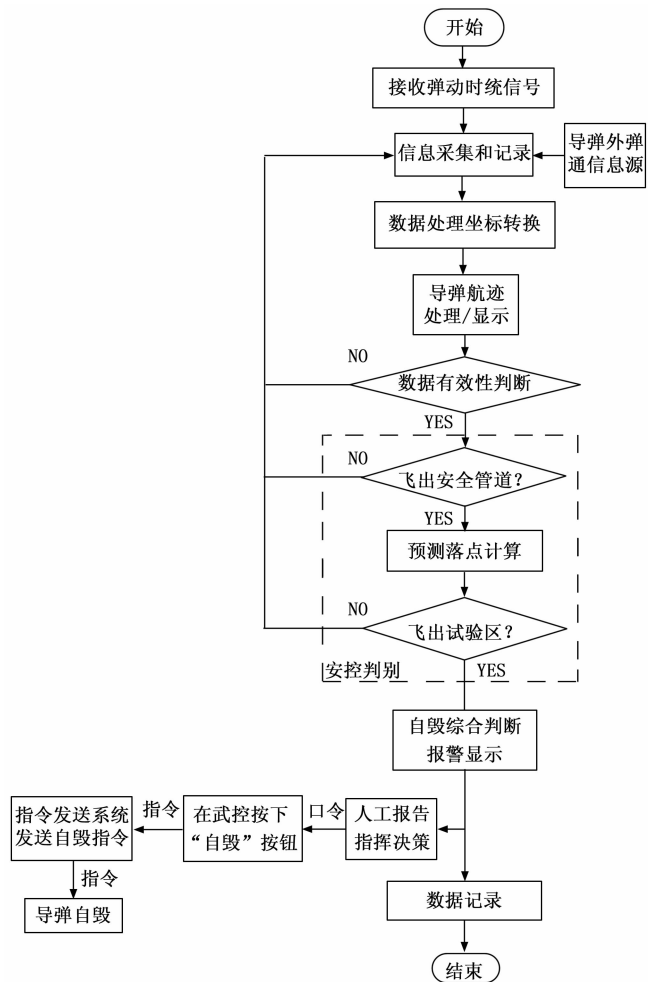 开始
接收弹动时统信号
信息采集和记录
导弹外弹
通信息源
数据处理坐标转换
导弹航迹
处理/显示
NO
数据有效性判断
YES
NO
飞出安全管道？
YES
预测落点计算
NO
飞出试验区？
安控判别
YES
自毁综合判断
报警显示
指令发送系统
发送自毁指令
指令
在武控按下
“自毁”按钮
口令
人工报告
指挥决策
指令
导弹自毁
数据记录
结束